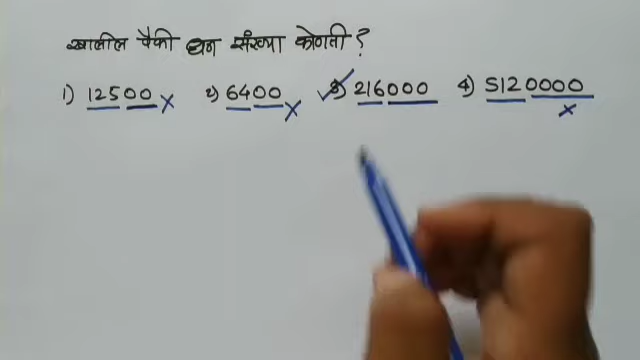 खालील पैकी घन संख्या कोणती?
1) 12500 x 2) 6400 x ✓3) 216000 4) 5120000 x